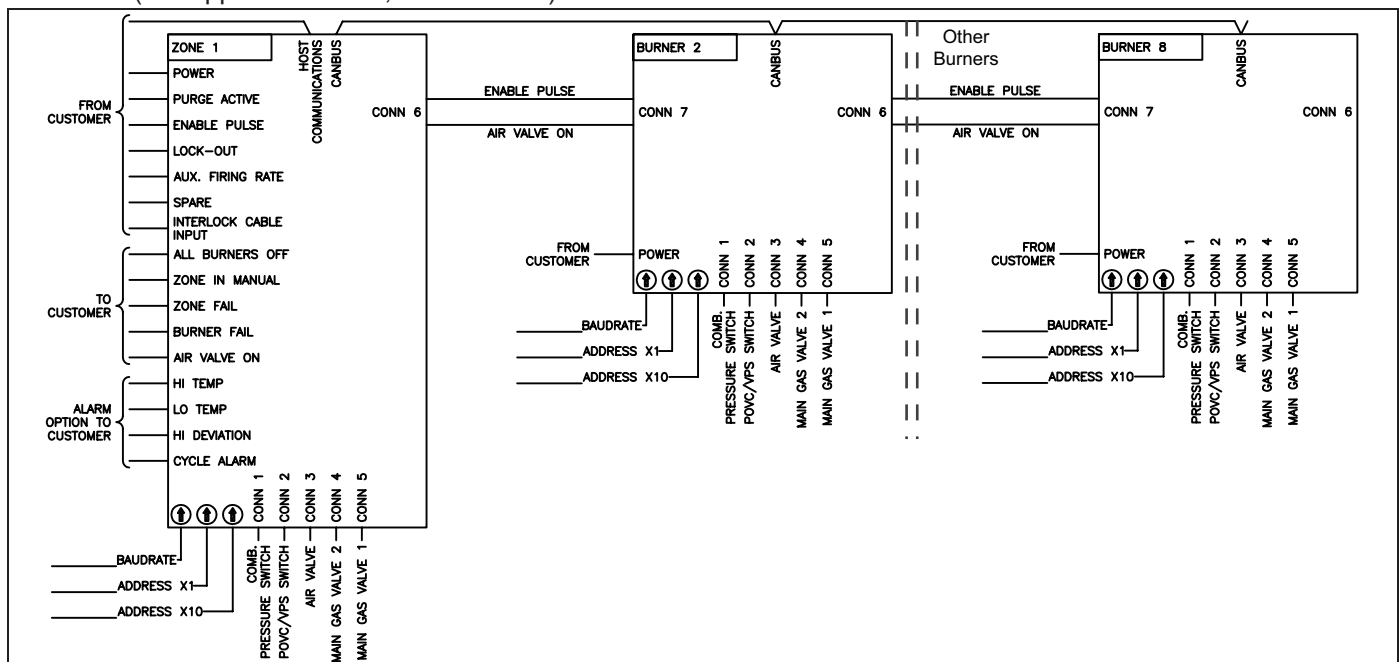 ZONE 1
HOST
COMMUNICATIONS
CANBUS
FROM
CUSTOMER
POWER
PURGE ACTIVE
ENABLE PULSE
LOCK-OUT
AUX. FIRING RATE
SPARE
INTERLOCK CABLE
INPUT
TO
CUSTOMER
ALL BURNERS OFF
ZONE IN MANUAL
ZONE FAIL
BURNER FAIL
AIR VALVE ON
ALARM
OPTION TO
CUSTOMER
HI TEMP
LO TEMP
HI DEVIATION
CYCLE ALARM
CONN 6
CONN 1
CONN 2
CONN 3
CONN 4
CONN 5
BAUDRATE
ADDRESS X1
ADDRESS X10
COMB.
PRESSURE SWITCH
POVC/VPS SWITCH
AIR VALVE
MAIN GAS VALVE 2
MAIN GAS VALVE 1
ENABLE PULSE
AIR VALVE ON
BURNER 2
CANBUS
CONN 7
CONN 6
FROM
CUSTOMER
POWER
CONN 1
CONN 2
CONN 3
CONN 4
CONN 5
BAUDRATE
ADDRESS X1
ADDRESS X10
COMB.
PRESSURE SWITCH
POVC/VPS SWITCH
AIR VALVE
MAIN GAS VALVE 2
MAIN GAS VALVE 1
Other
Burners
ENABLE PULSE
AIR VALVE ON
BURNER 8
CANBUS
CONN 7
CONN 6
FROM
CUSTOMER
POWER
CONN 1
CONN 2
CONN 3
CONN 4
CONN 5
BAUDRATE
ADDRESS X1
ADDRESS X10
COMB.
PRESSURE SWITCH
POVC/VPS SWITCH
AIR VALVE
MAIN GAS VALVE 2
MAIN GAS VALVE 1